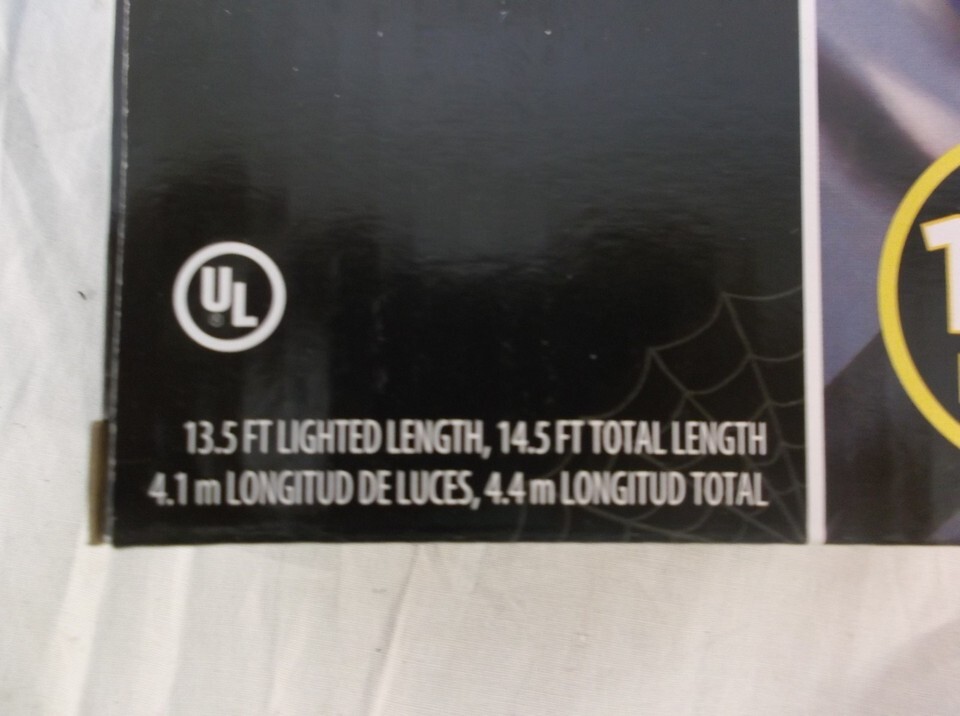 UL
13.5 FT LIGHTED LENGTH, 14.5 FT TOTAL LENGTH
4.1 m LONGITUD DE LUCES, 4.4 m LONGITUD TOTAL